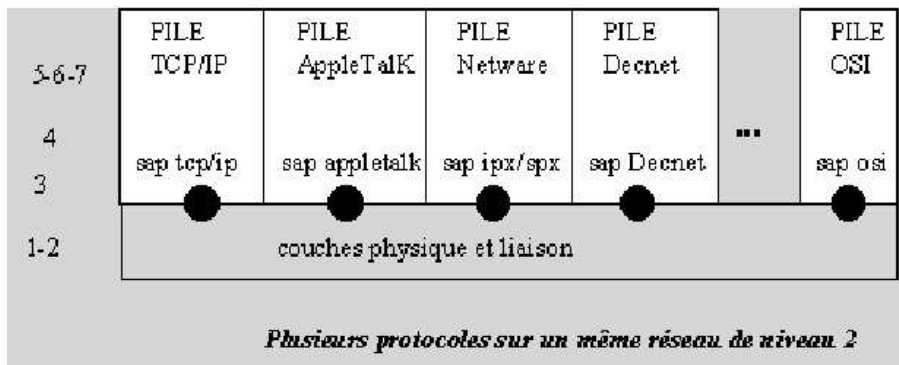 PILE PILE PILE PILE PILE
5-6-7 TCP/IP AppleTalK Netware Decnet OSI
4 ...
sap tcp/ip sap appletalk sap ipx/spx sap Decnet sap osi
3
1-2 couches physique et liaison
Plusieurs protocoles sur un même réseau de niveau 2